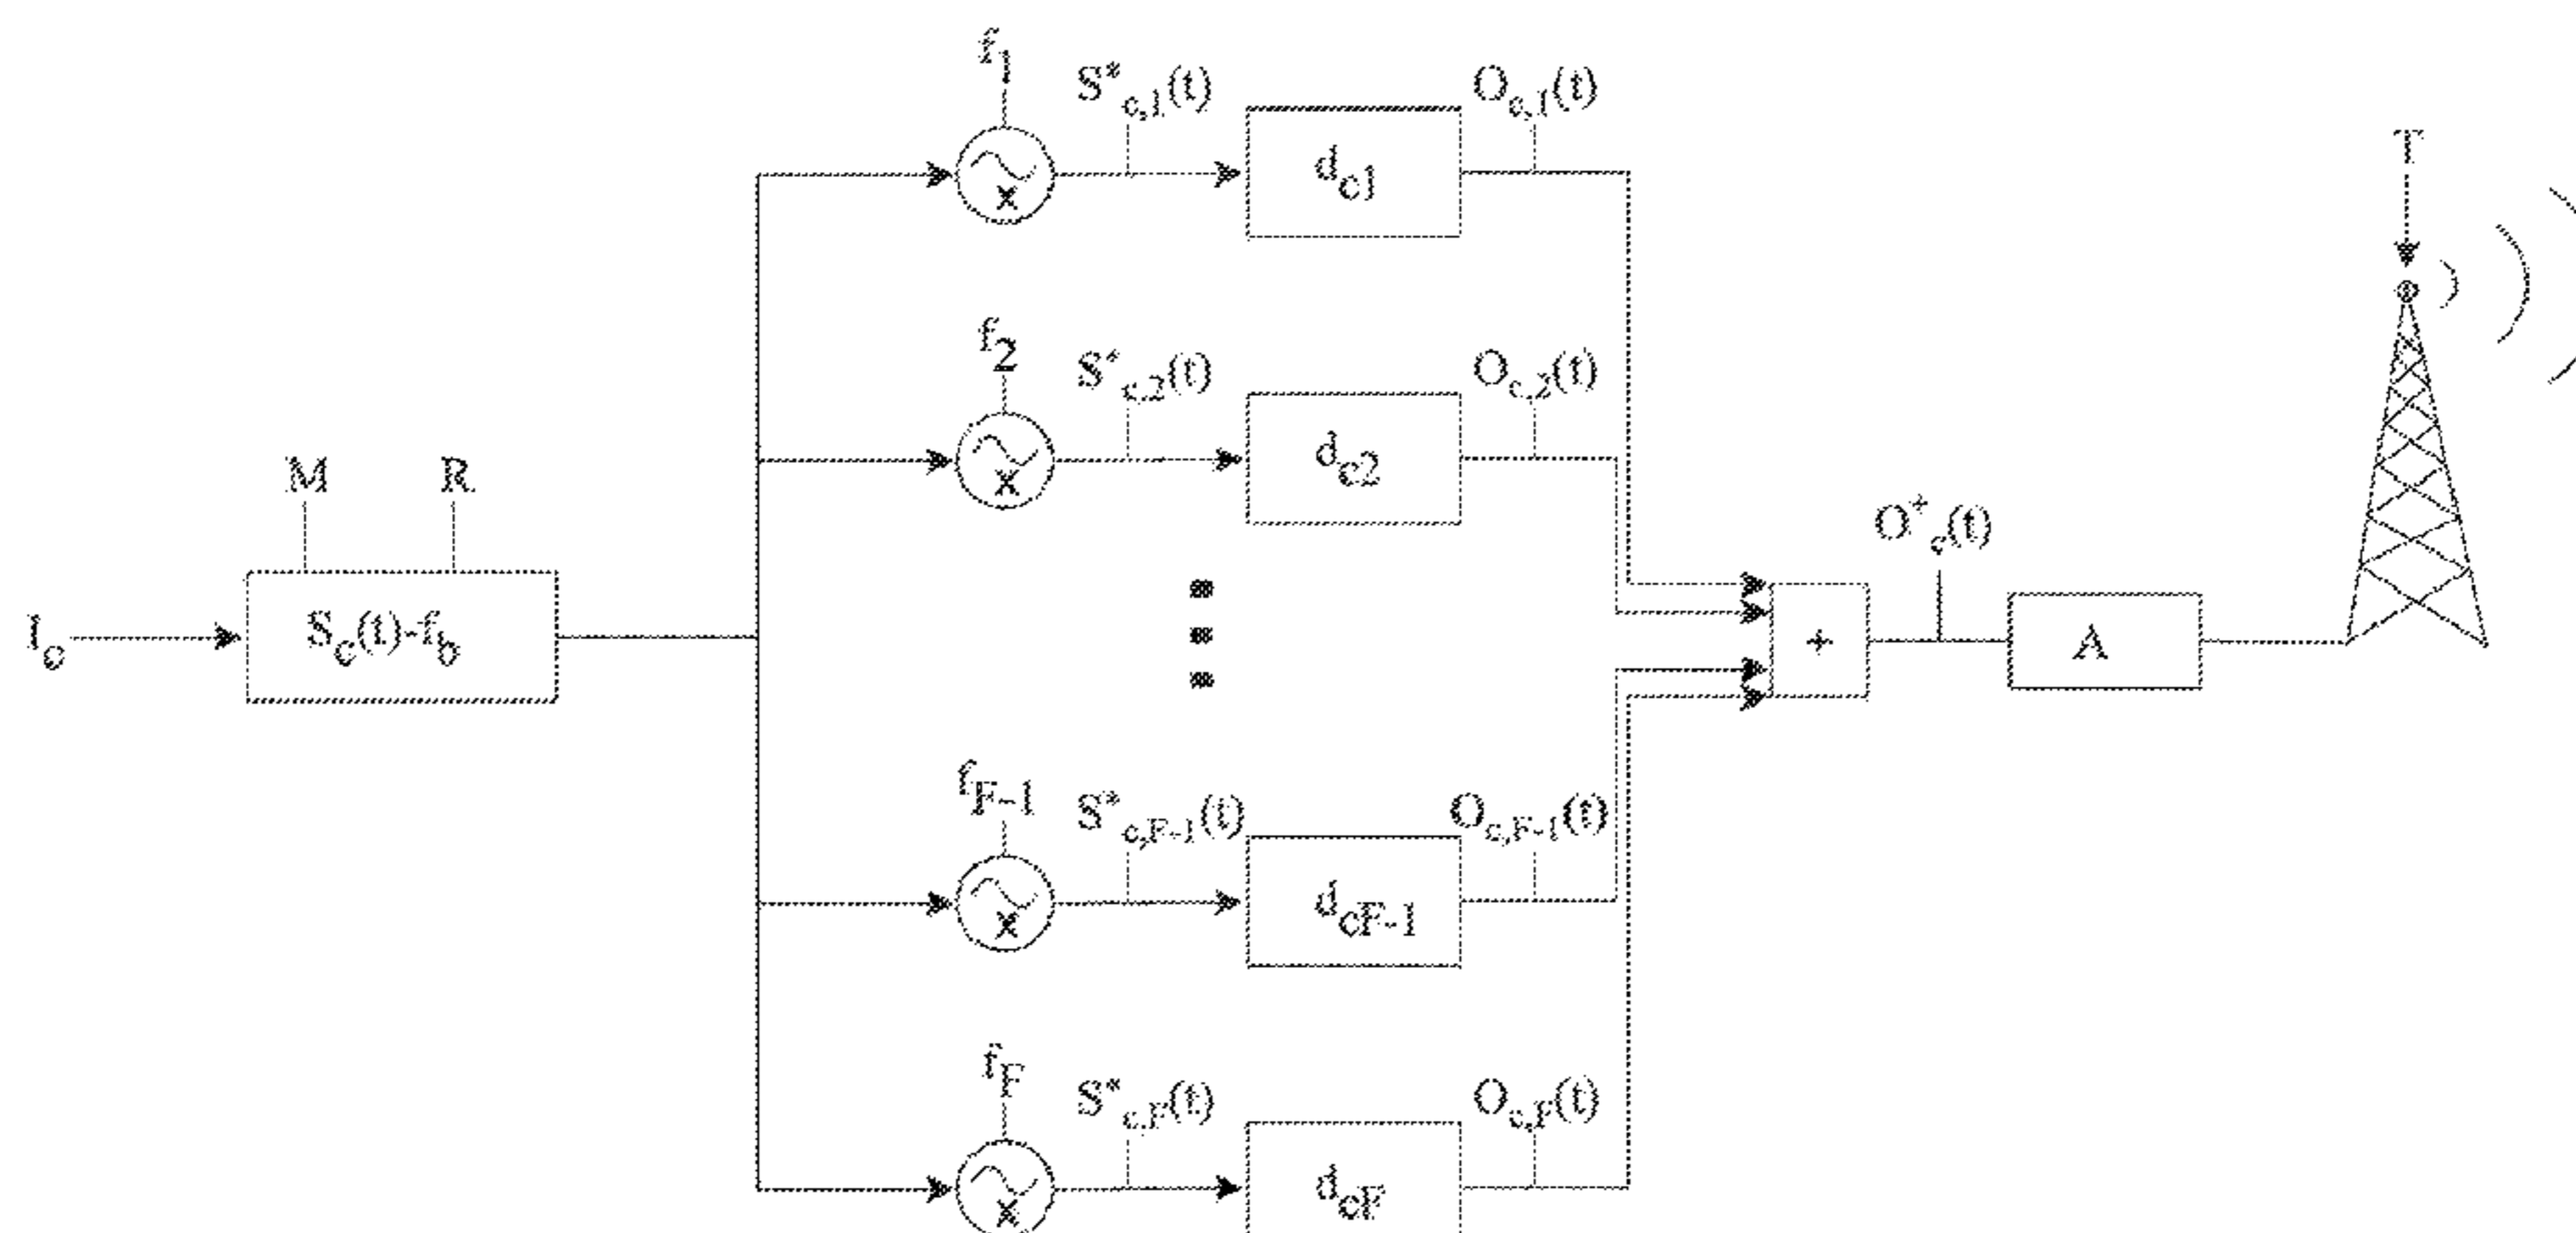 f1
S*c,1(t)
Oc,1(t)
dc1
T
f2
S*c,2(t)
Oc,2(t)
dc2
M
R
Ic
Sc(t)-fb
+
O+c(t)
A
fF-1
S*c,F-1(t)
Oc,F-1(t)
dcF-1
fF
S*c,F(t)
Oc,F(t)
dcF
x
x
x
x